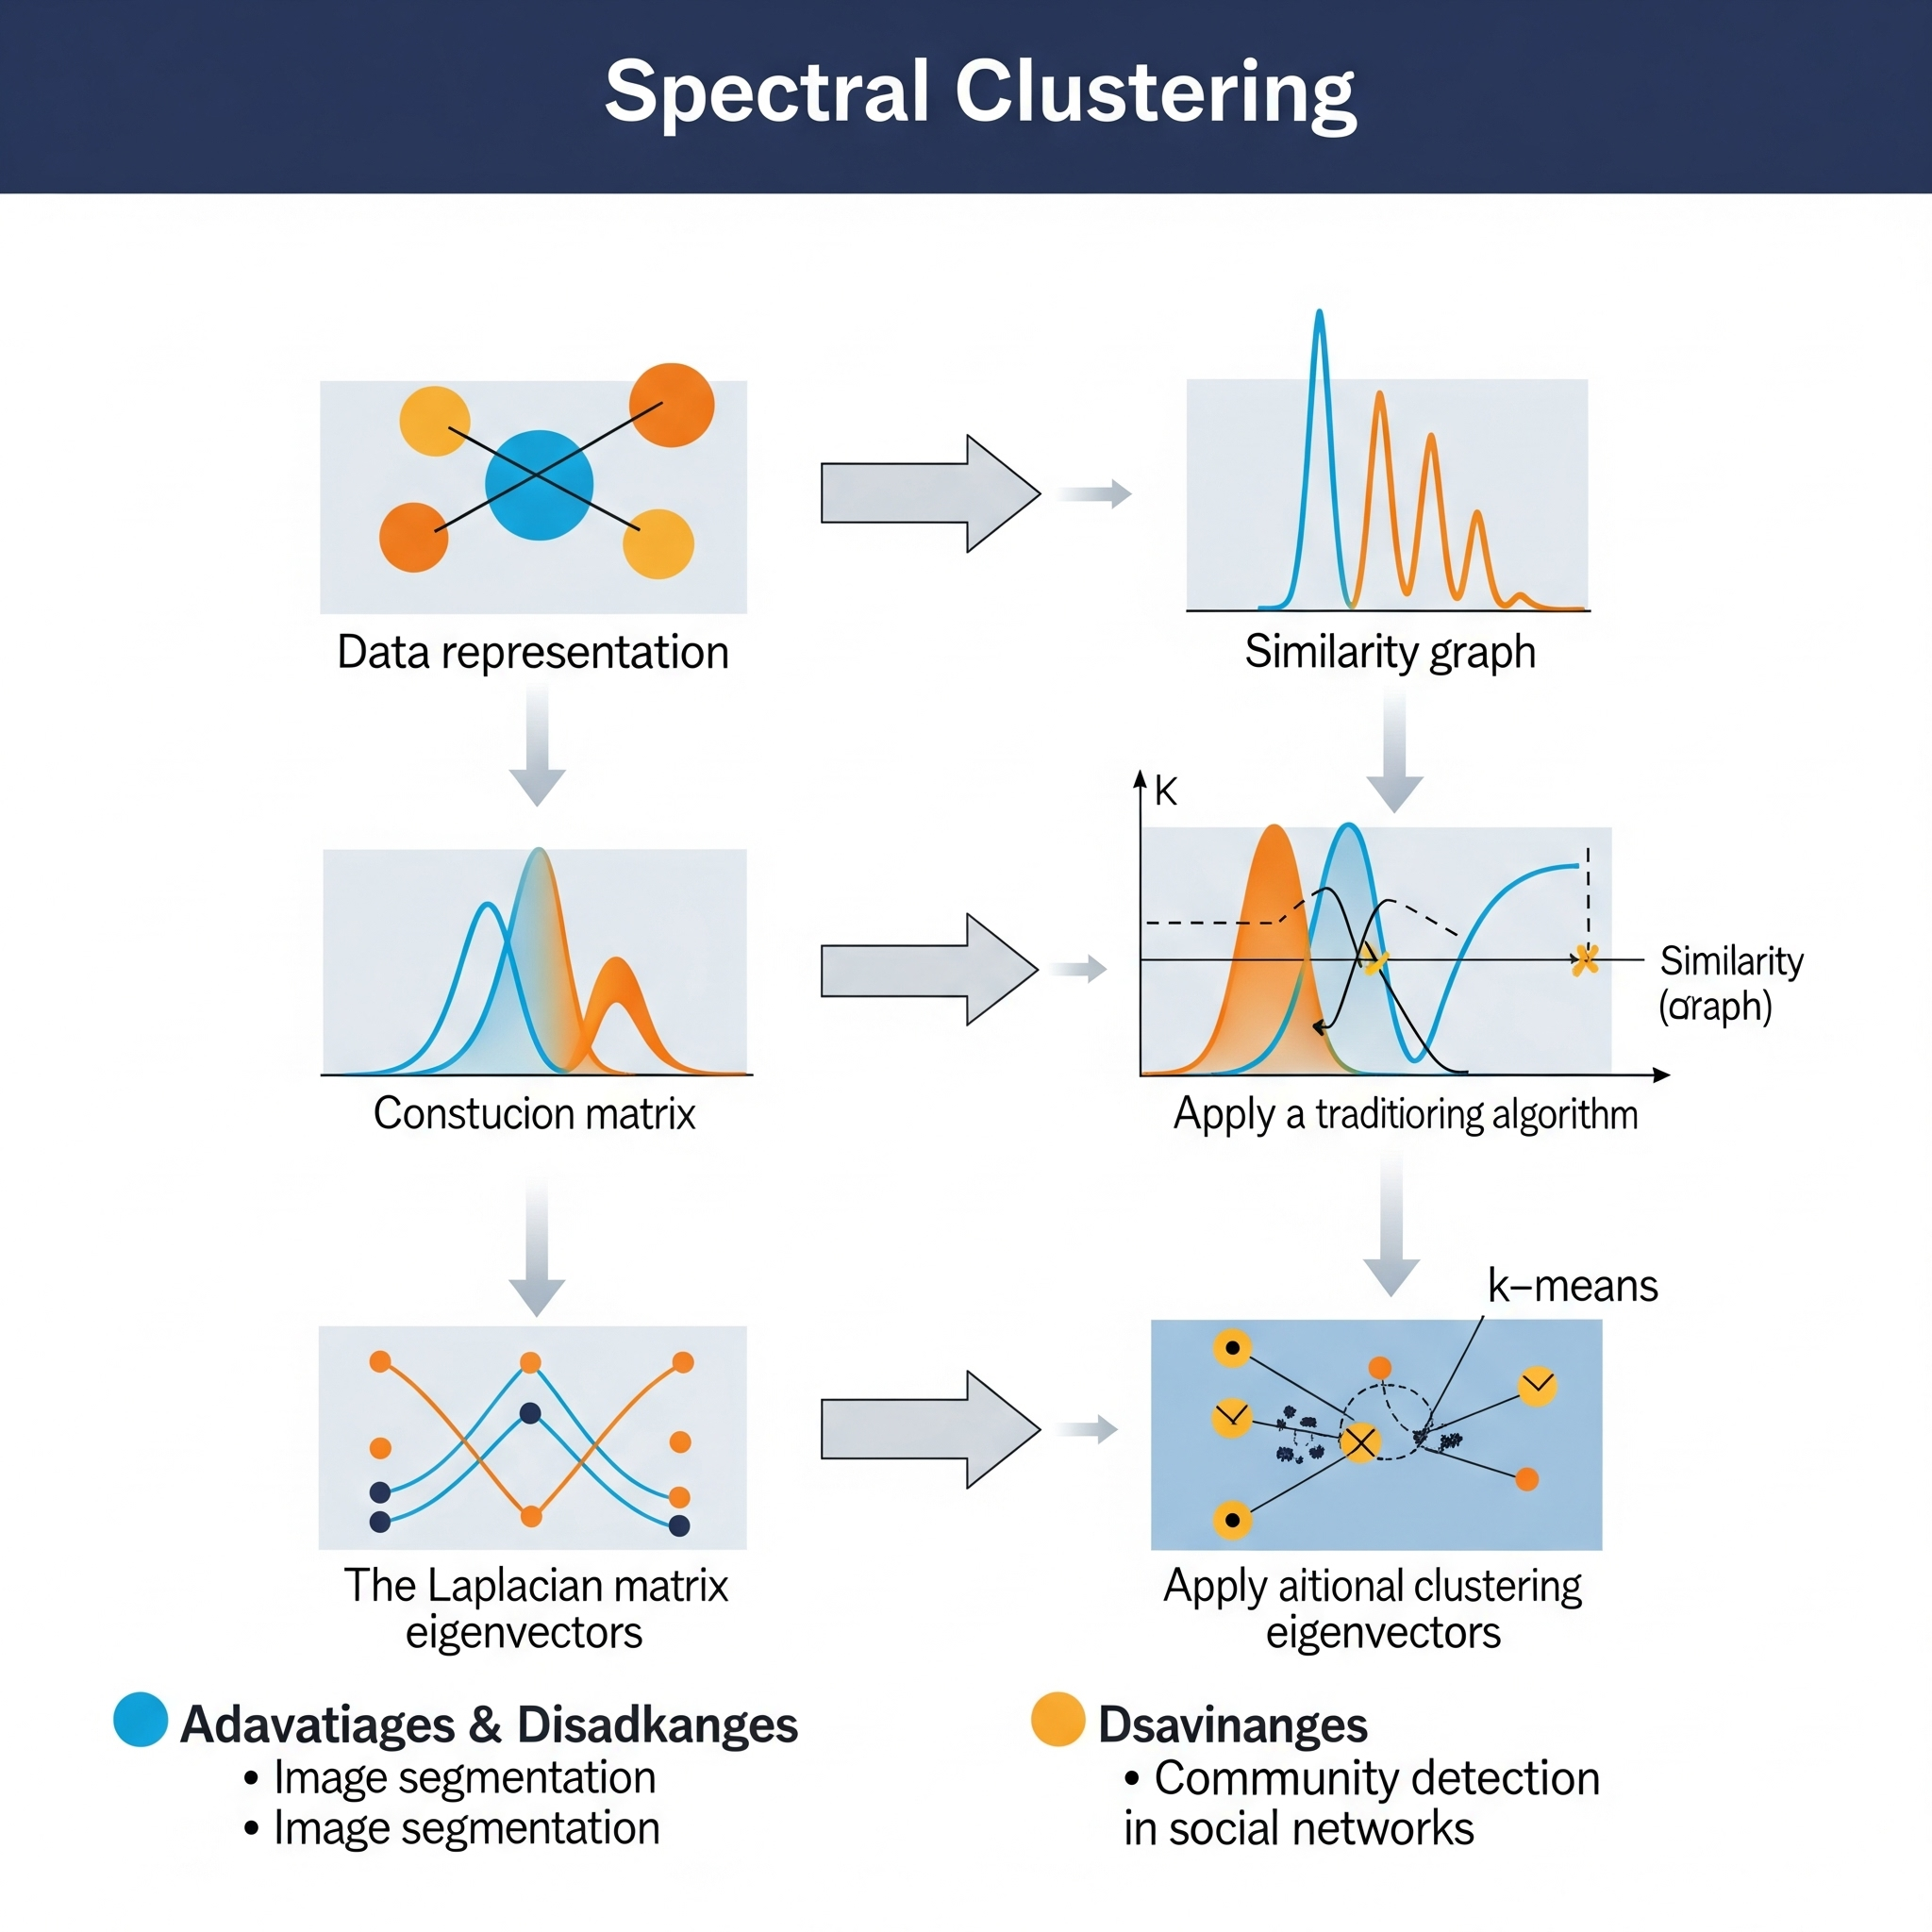 Spectral Clustering
Data representation
Similarity graph
K
Similarity
(graph)
Constucion matrix
Apply a traditioring algorithm
k–means
The Laplacian matrix
eigenvectors
Apply aitional clustering
eigenvectors
Adavatiages & Disadkanges
• Image segmentation
• Image segmentation
Dsavinanges
• Community detection
in social networks